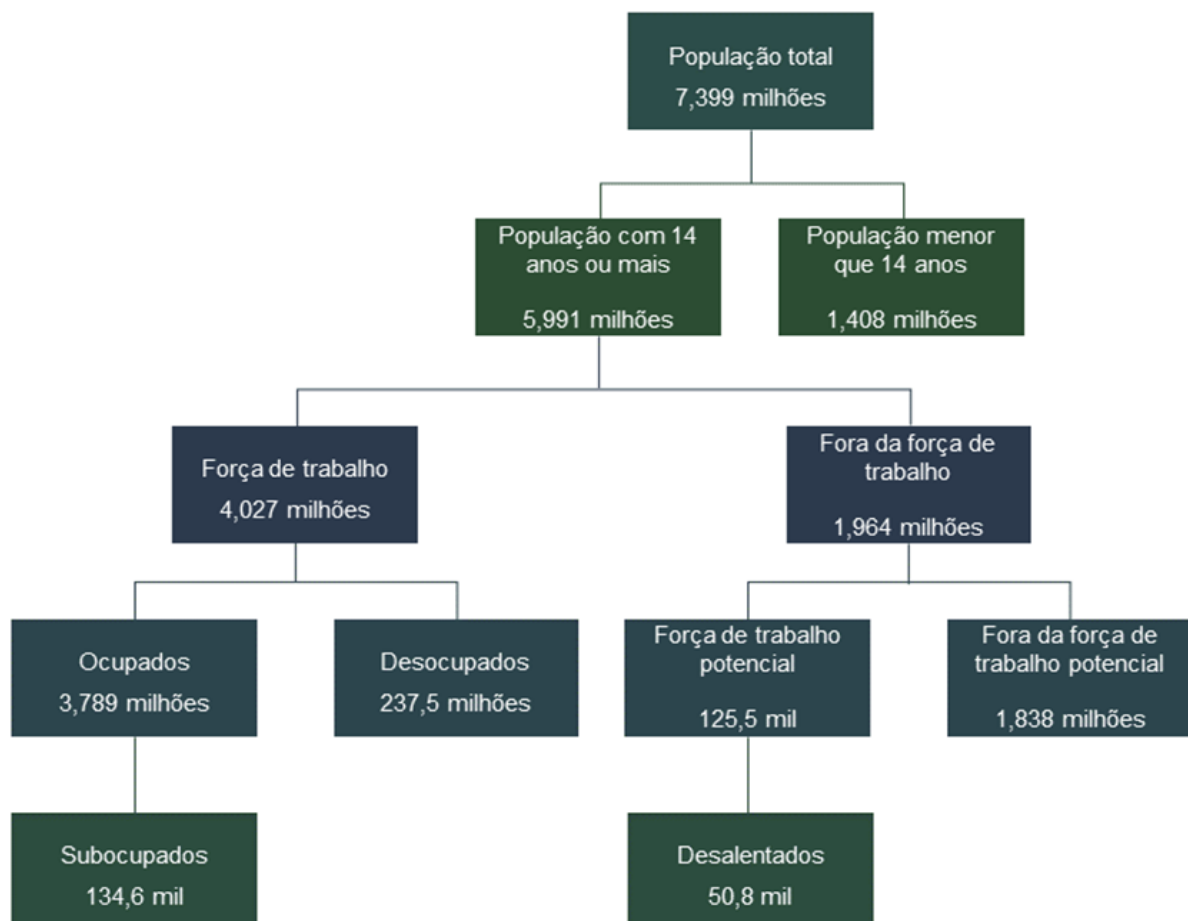 População total
7,399 milhões
População com 14
anos ou mais
5,991 milhões
População menor
que 14 anos
1,408 milhões
Força de trabalho
4,027 milhões
Fora da força de
trabalho
1,964 milhões
Ocupados
3,789 milhões
Desocupados
237,5 milhões
Força de trabalho
potencial
125,5 mil
Fora da força de
trabalho potencial
1,838 milhões
Subocupados
134,6 mil
Desalentados
50,8 mil